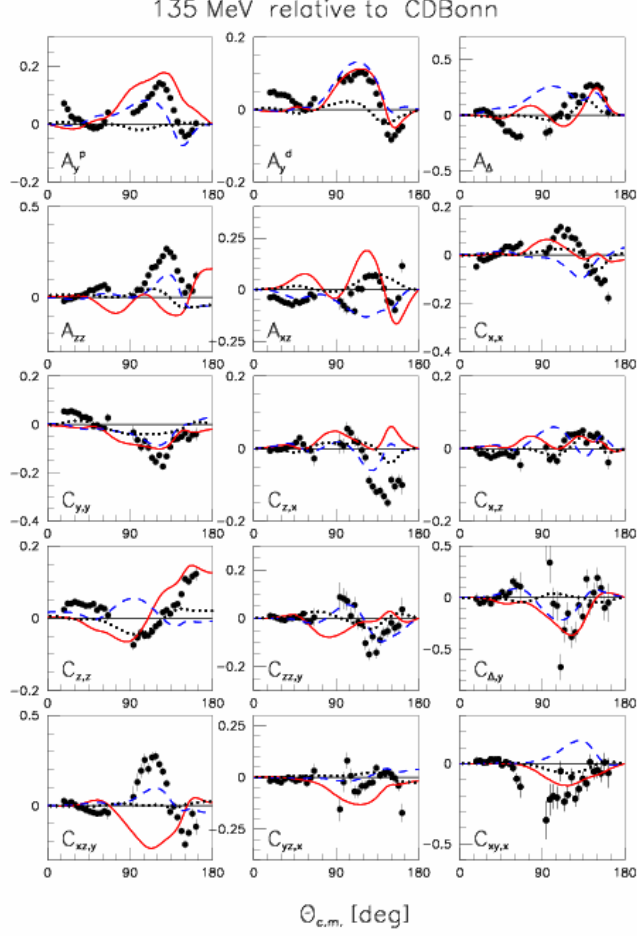 135 MeV relative to CDBonn
0.2 0 −0.2 0 90 180 A_y^p
0.2 0 −0.2 0 90 180 A_y^d
0.5 0 −0.5 0 90 180 A_Δ
0.5 0 0 90 180 A_zz
0.25 0 −0.25 0 90 180 A_xz
0.2 0 −0.2 −0.4 0 90 180 C_x,x
0.2 0 −0.2 −0.4 0 90 180 C_y,y
0.2 0 0.2 0 90 180 C_z,x
0.2 0 0.2 0 90 180 C_x,z
0.2 0 −0.2 0 90 180 C_z,z
0.2 0 −0.2 0 90 180 C_zz,y
0.5 0 −0.5 0 90 180 C_Δ,y
0.5 0 0 90 180 C_xz,y
0.25 0 −0.25 0 90 180 C_yz,x
0.5 0 −0.5 0 90 180 C_xy,x
Θ_c.m. [deg]